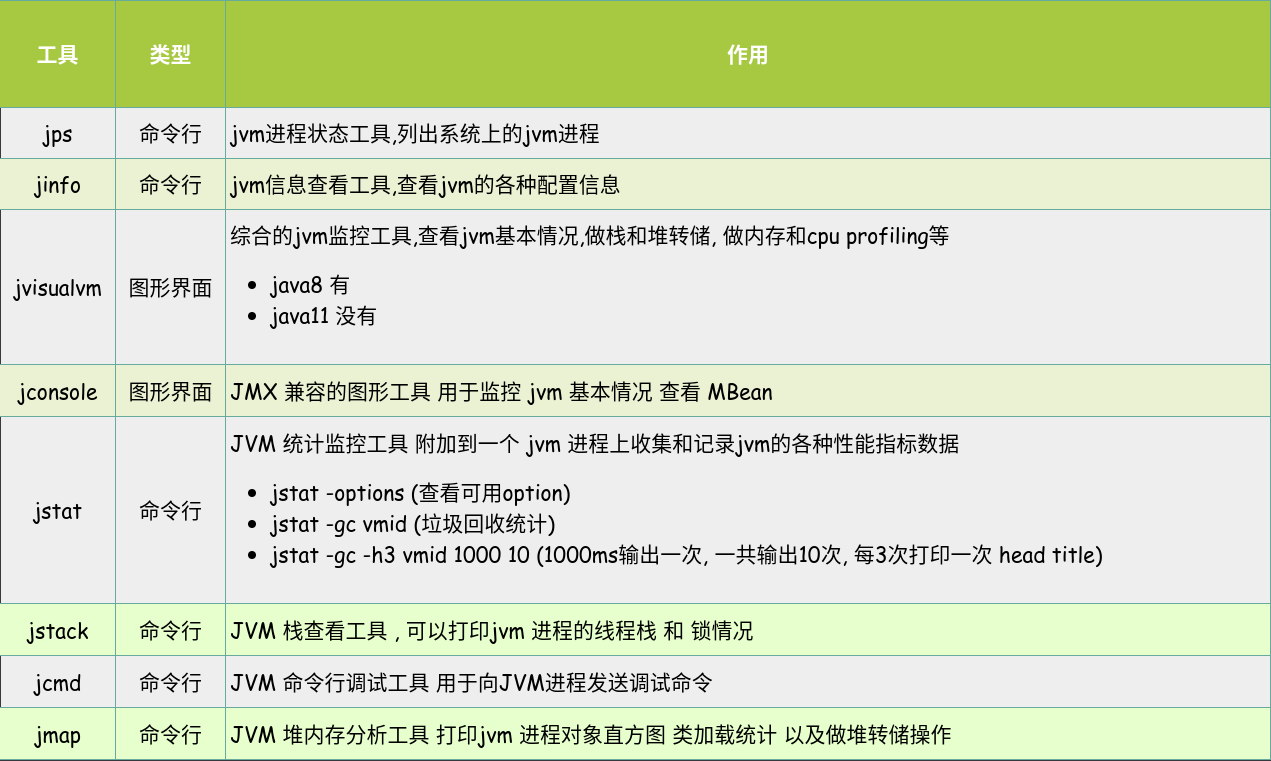 工具 类型 作用
jps 命令行 jvm进程状态工具,列出系统上的jvm进程
jinfo 命令行 jvm信息查看工具,查看jvm的各种配置信息
jvisualvm 图形界面 综合的jvm监控工具,查看jvm基本情况,做栈和堆转储, 做内存和cpu profiling等
• java8 有
• java11 没有
jconsole 图形界面 JMX 兼容的图形工具 用于监控 jvm 基本情况 查看 MBean
jstat 命令行 JVM 统计监控工具 附加到一个 jvm 进程上收集和记录jvm的各种性能指标数据
• jstat -options (查看可用option)
• jstat -gc vmid (垃圾回收统计)
• jstat -gc -h3 vmid 1000 10 (1000ms输出一次, 一共输出10次, 每3次打印一次 head title)
jstack 命令行 JVM 栈查看工具 , 可以打印jvm 进程的线程栈 和 锁情况
jcmd 命令行 JVM 命令行调试工具 用于向JVM进程发送调试命令
jmap 命令行 JVM 堆内存分析工具 打印jvm 进程对象直方图 类加载统计 以及做堆转储操作